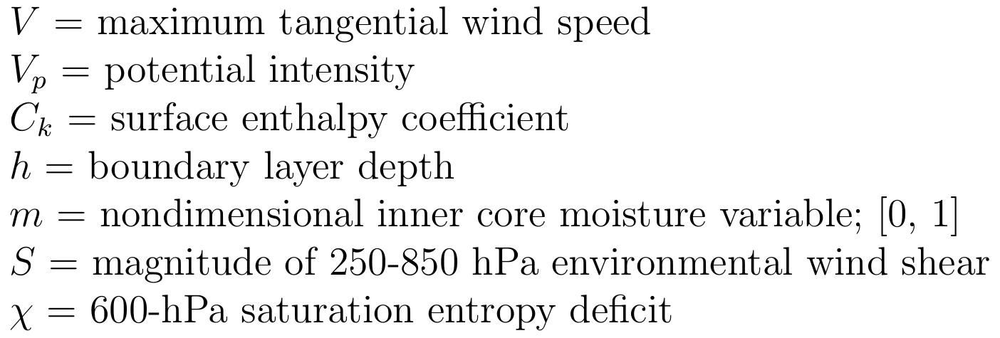 V = maximum tangential wind speed
V_p = potential intensity
C_k = surface enthalpy coefficient
h = boundary layer depth
m = nondimensional inner core moisture variable; [0, 1]
S = magnitude of 250-850 hPa environmental wind shear
χ = 600-hPa saturation entropy deficit